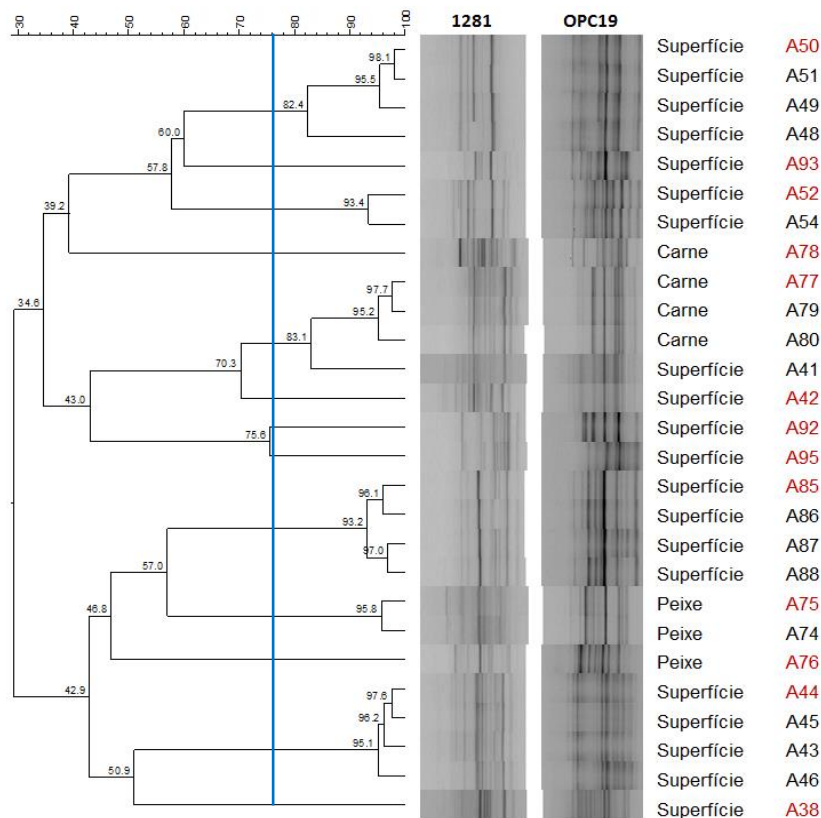 30 40 50 60 70 80 90 100 1281 OPC19
Superfície A50
98.1
95.5 Superfície A51
82.4 Superfície A49
60.0 Superfície A48
57.8 Superfície A93
93.4 Superfície A52
39.2 Superfície A54
Carne A78
97.7 Carne A77
34.6 95.2 Carne A79
83.1 Carne A80
70.3 Superfície A41
43.0 Superfície A42
75.6 Superfície A92
Superfície A95
96.1 Superfície A85
93.2 Superfície A86
97.0 Superfície A87
57.0 Superfície A88
46.8 95.8 Peixe A75
Peixe A74
Peixe A76
42.9 97.6 Superfície A44
96.2 Superfície A45
95.1 Superfície A43
50.9 Superfície A46
Superfície A38